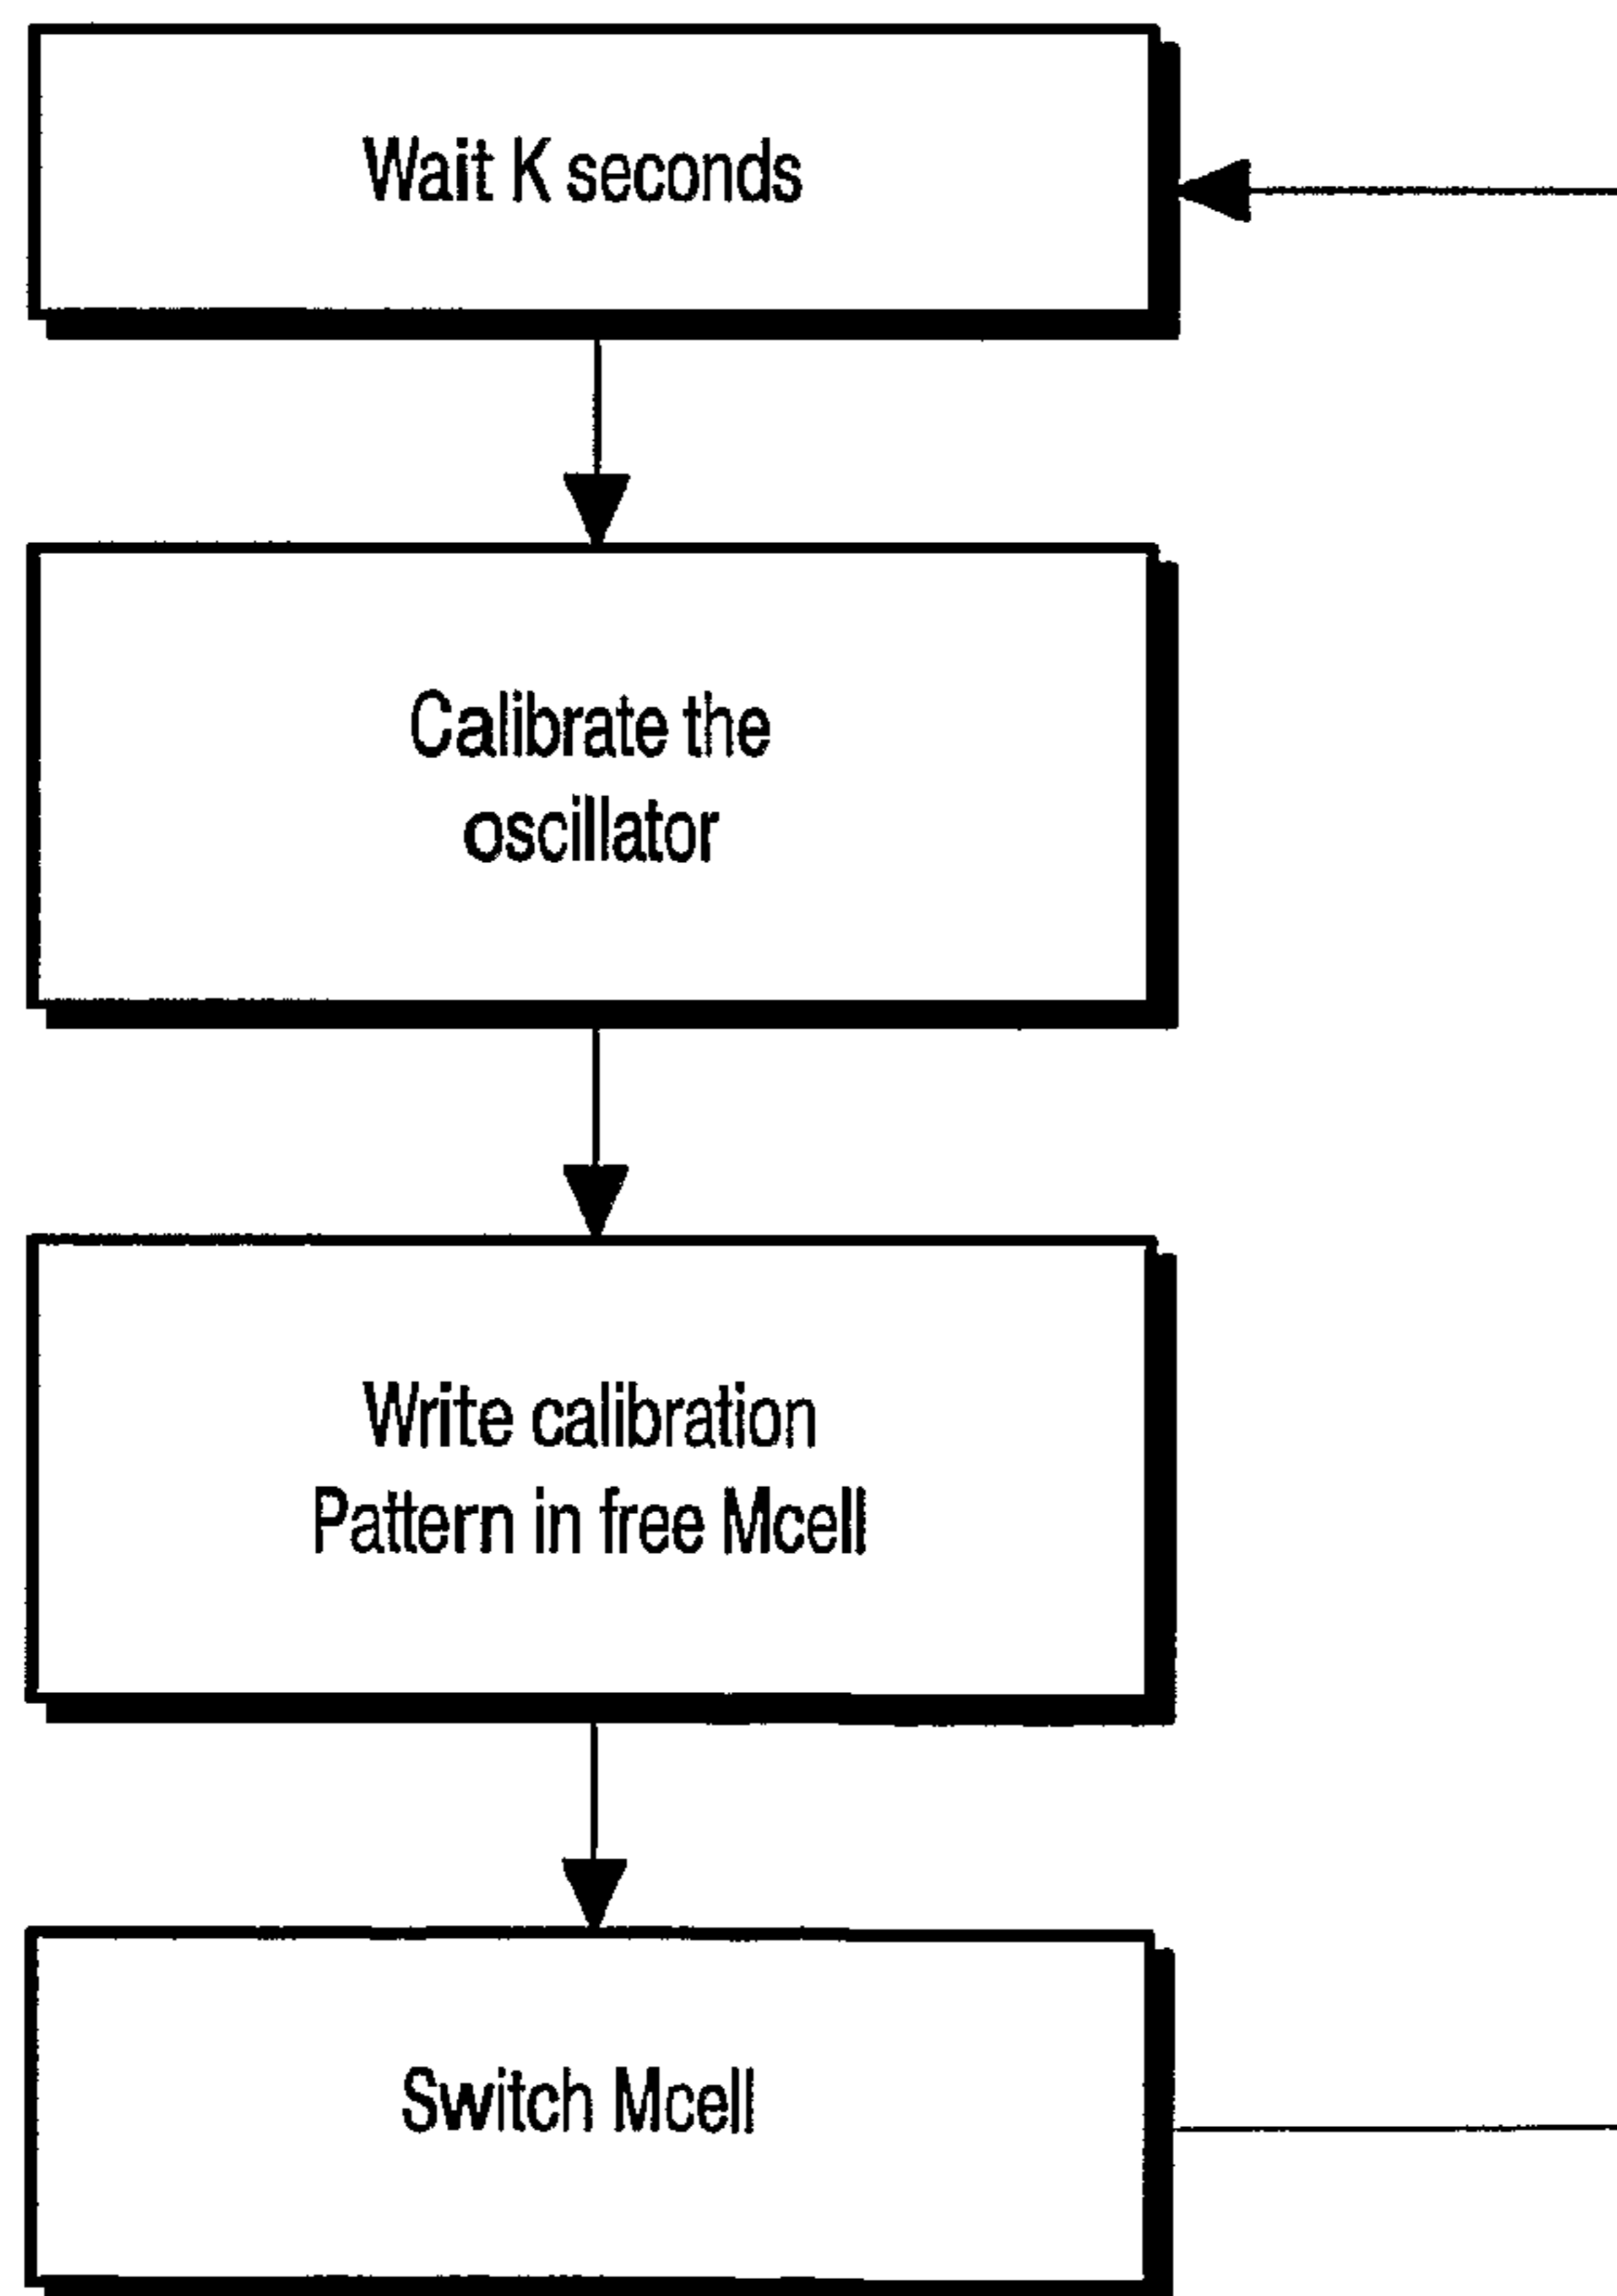 Wait K seconds
Calibrate the
oscillator
Write calibration
Pattern in free Mcell
Switch Mcell